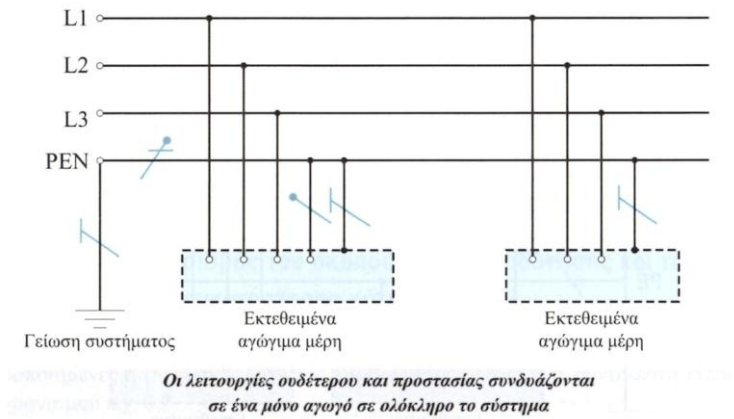 L1
L2
L3
PEN
Γείωση συστήματος
Εκτεθειμένα
αγώγιμα μέρη
Εκτεθειμένα
αγώγιμα μέρη
Οι λειτουργίες ουδέτερου και προστασίας συνδυάζονται
σε ένα μόνο αγωγό σε ολόκληρο το σύστημα